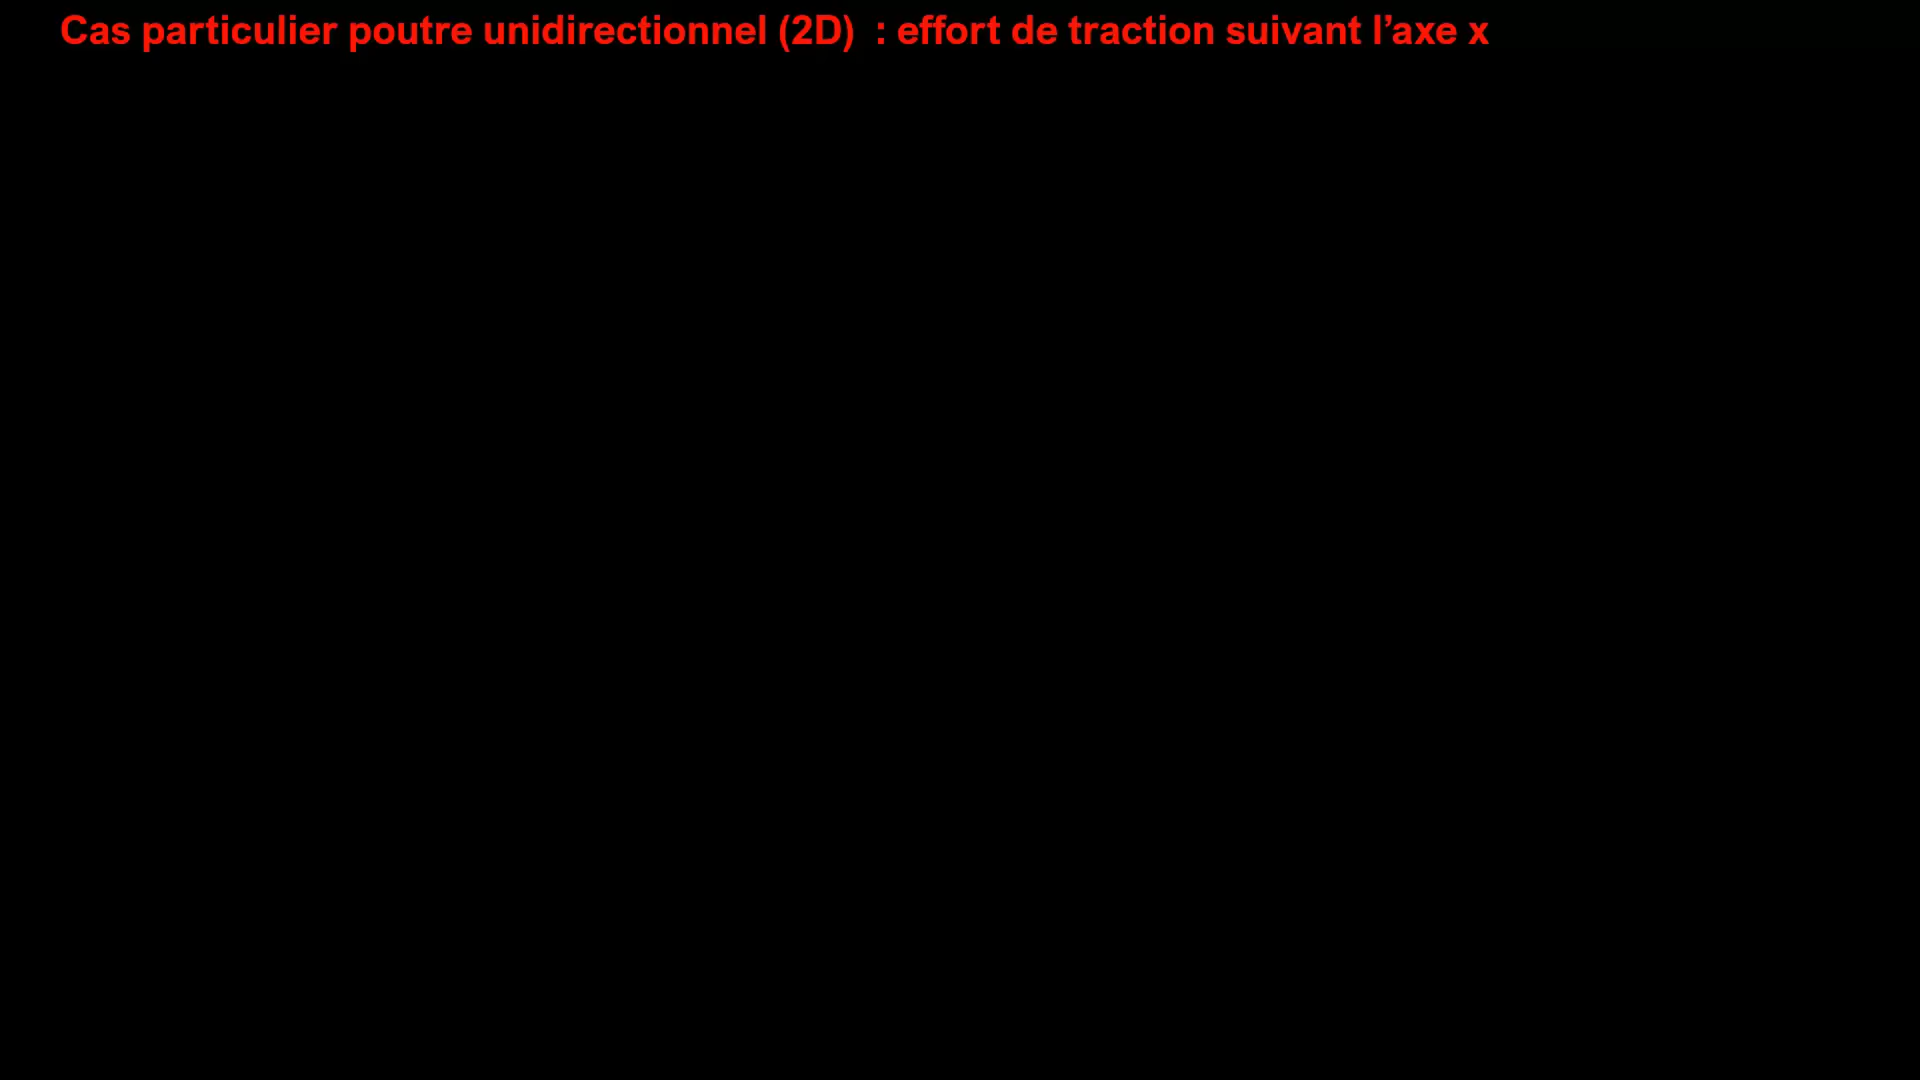 Cas particulier poutre unidirectionnel (2D)  : effort de traction suivant l’axe x